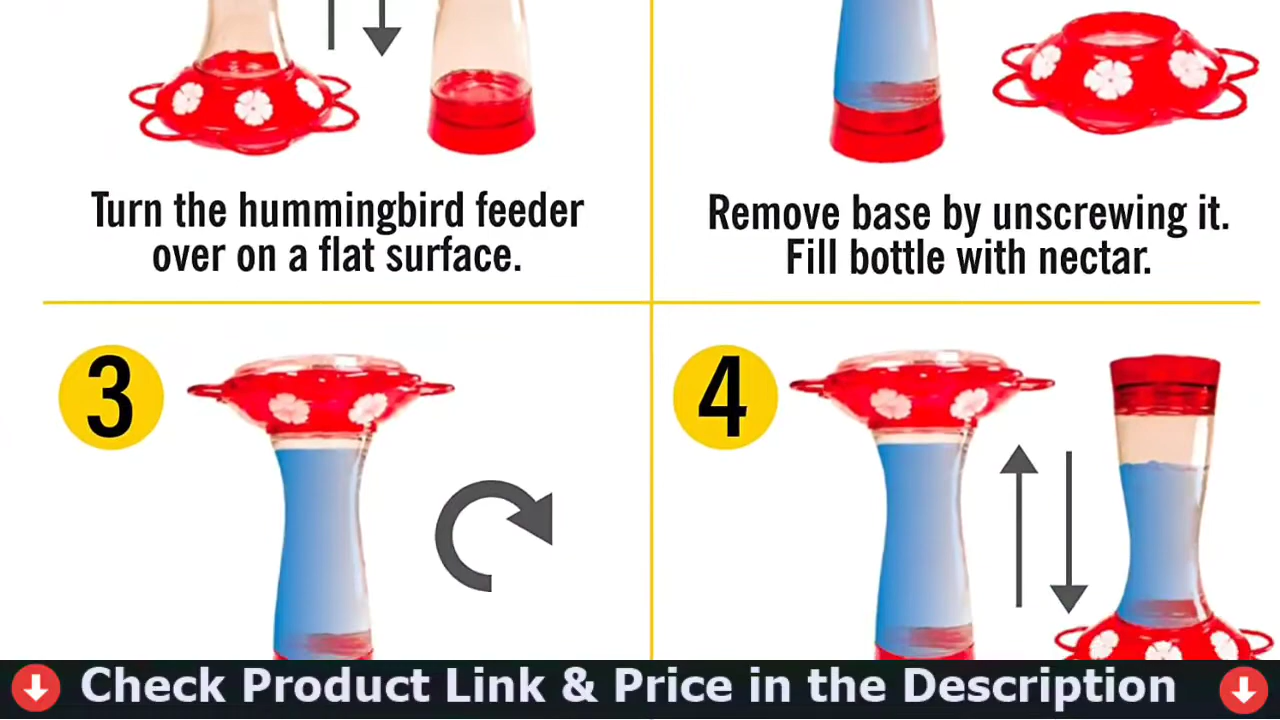 Turn the hummingbird feeder
over on a flat surface.
Remove base by unscrewing it.
Fill bottle with nectar.
3
4
Check Product Link & Price in the Description